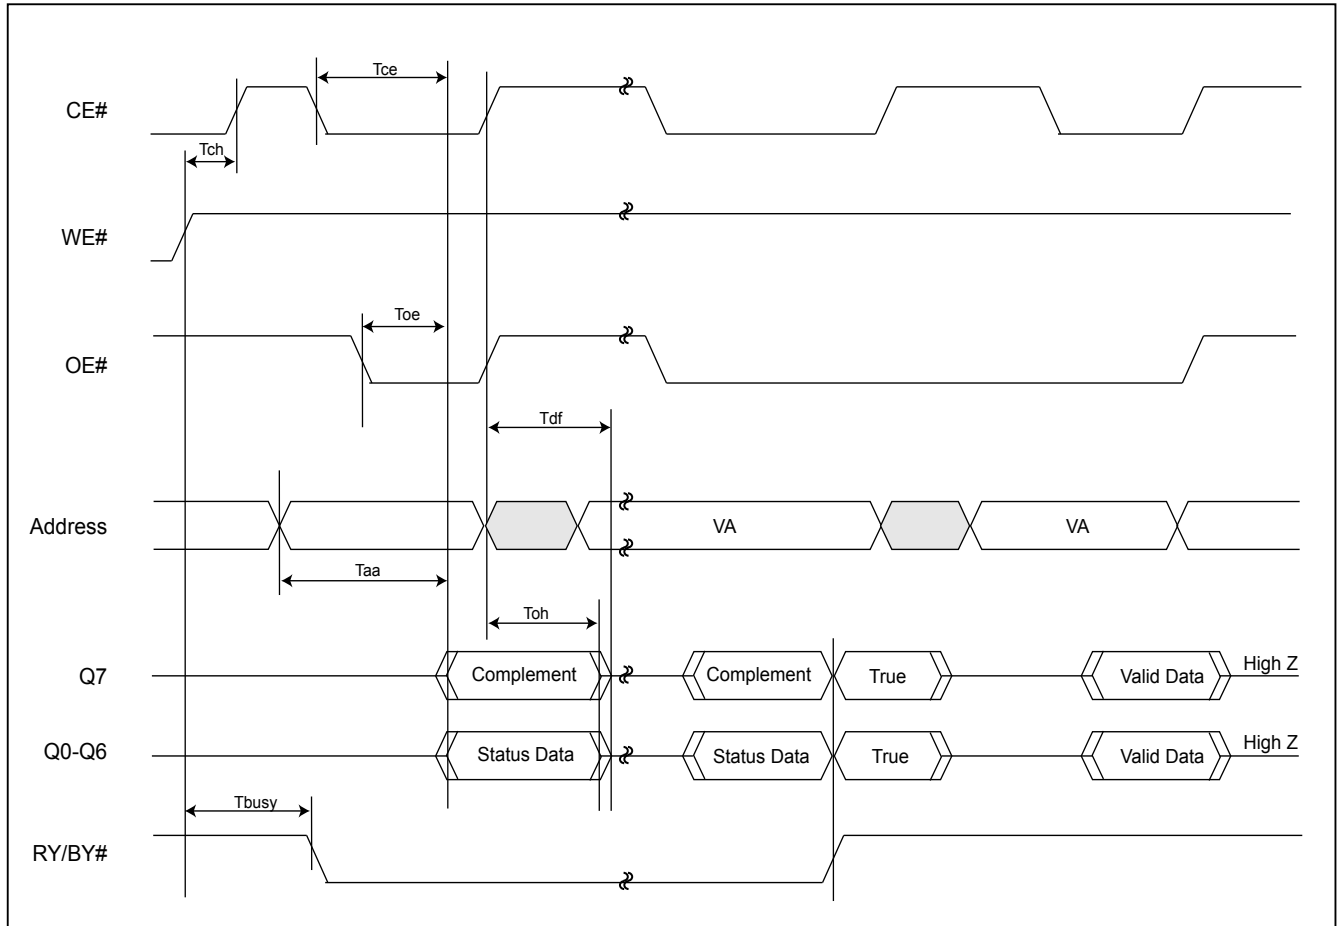 Tce
CE#
Tch
WE#
Toe
OE#
Tdf
Address
VA
VA
Taa
Toh
Q7
Complement
Complement
True
Valid Data
High Z
Q0-Q6
Status Data
Status Data
True
Valid Data
High Z
Tbusy
RY/BY#